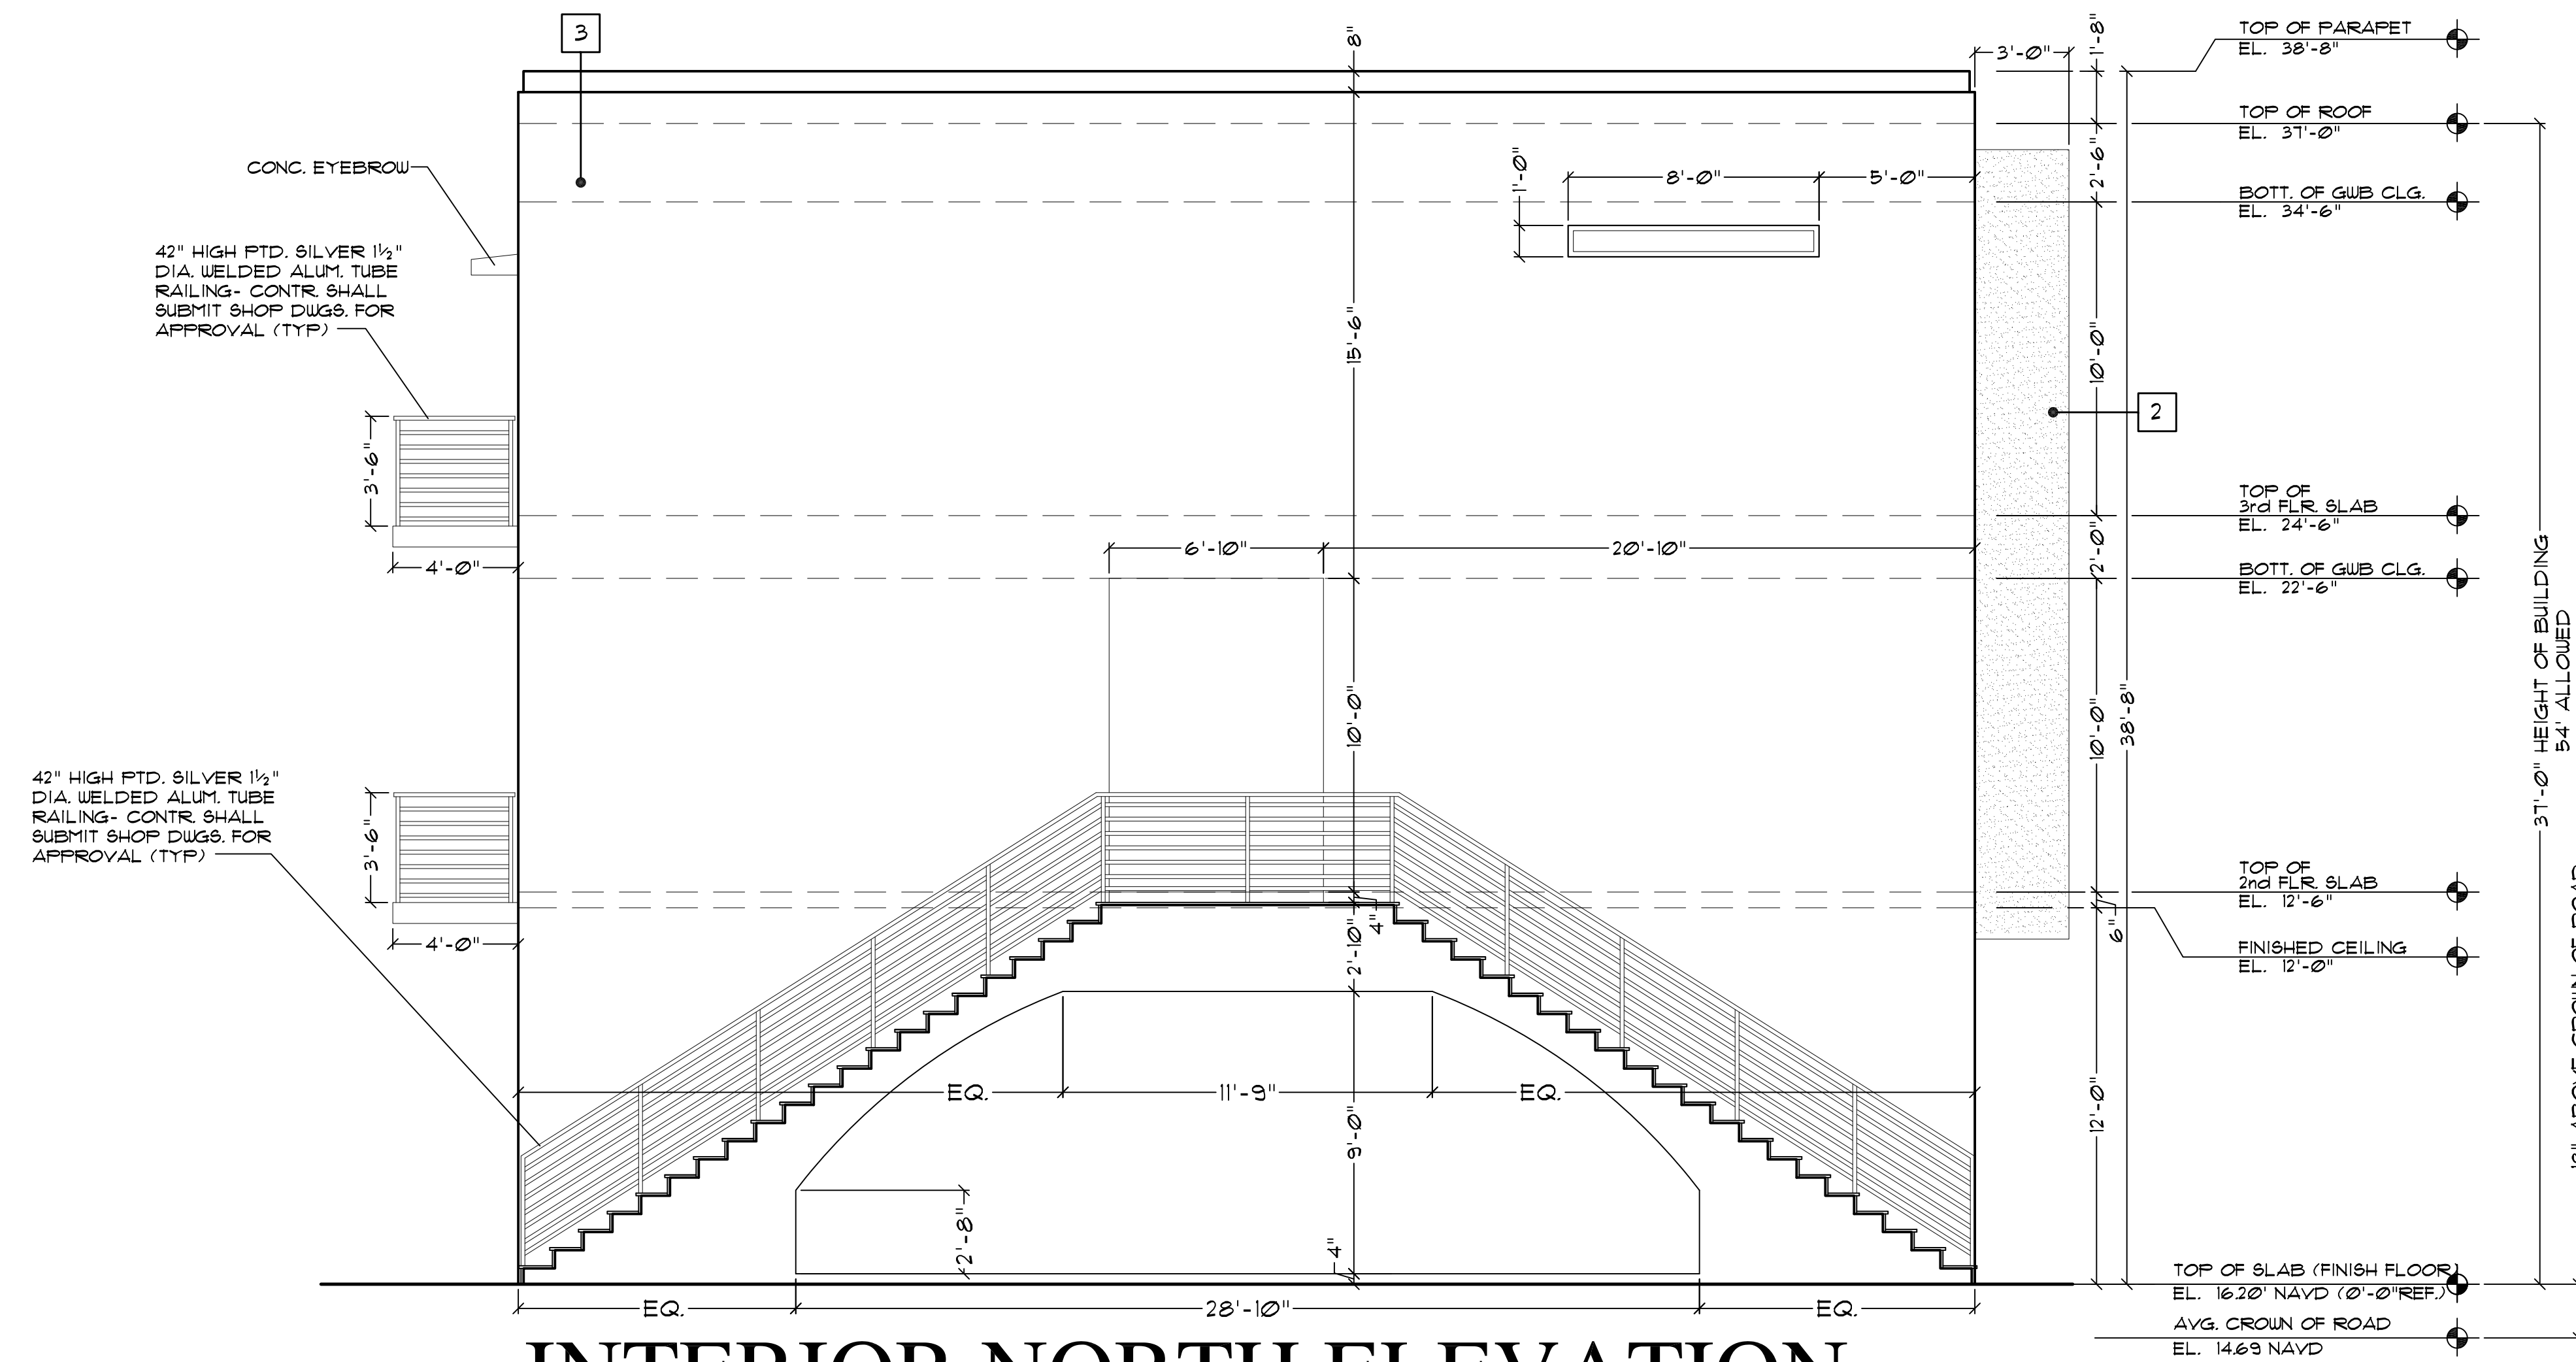 3
8"
3'-0"
1'-8"
TOP OF PARAPET
EL. 38'-8"
TOP OF ROOF
EL. 37'-0"
CONC. EYEBROW
1'-0"
8'-0"
5'-0"
2'-6"
BOTT. OF GWB CLG.
EL. 34'-6"
42" HIGH PTD. SILVER 1½"
DIA. WELDED ALUM. TUBE
RAILING- CONTR. SHALL
SUBMIT SHOP DWGS. FOR
APPROVAL (TYP)
15'-6"
10'-0"
2
3'-6"
4'-0"
TOP OF
3rd FLR. SLAB
EL. 24'-6"
6'-10"
20'-10"
2'-0"
BOTT. OF GWB CLG.
EL. 22'-6"
37'-0" HEIGHT OF BUILDING
54' ALLOWED
10'-0"
10'-0"
38'-8"
42" HIGH PTD. SILVER 1½"
DIA. WELDED ALUM. TUBE
RAILING- CONTR. SHALL
SUBMIT SHOP DWGS. FOR
APPROVAL (TYP)
3'-6"
4'-0"
TOP OF
2nd FLR. SLAB
EL. 12'-6"
4"
2'-10"
6"
FINISHED CEILING
EL. 12'-0"
EQ.
11'-9"
EQ.
9'-0"
12'-0"
2'-8"
4"
TOP OF SLAB (FINISH FLOOR)
EL. 16.20' NAVD (0'-0"REF.)
EQ.
28'-10"
EQ.
AVG. CROWN OF ROAD
EL. 14.69 NAVD
INTERIOR NORTH ELEVATION